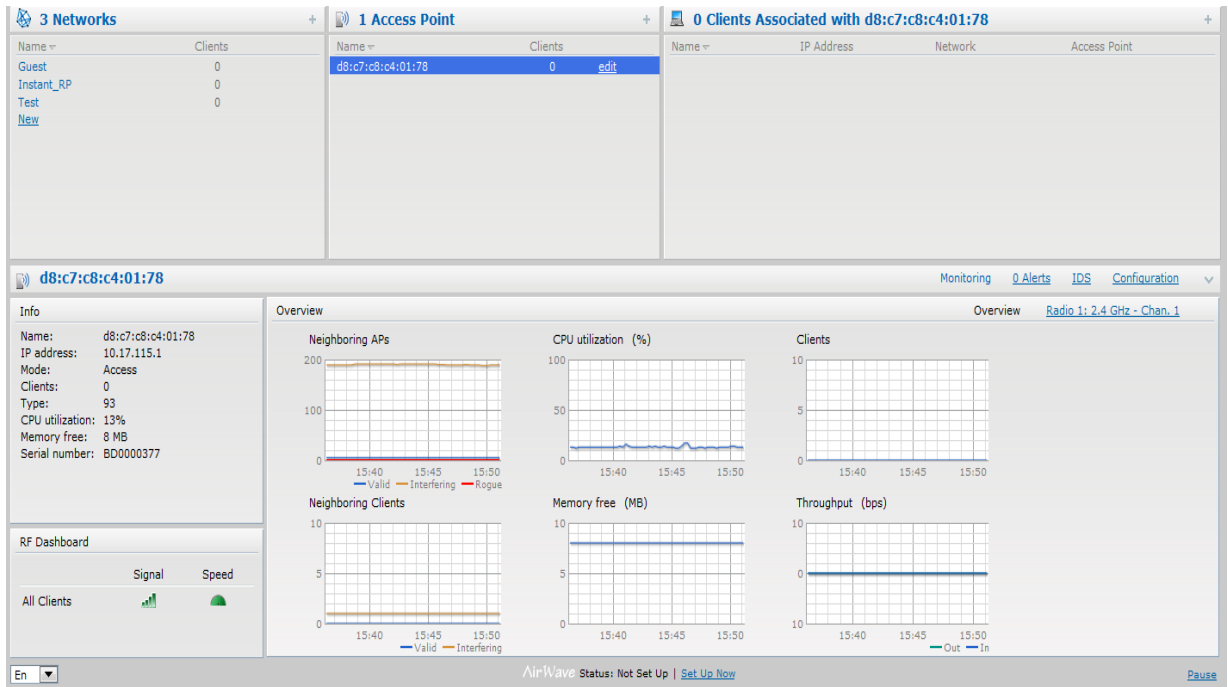 3 Networks +
Name Clients
Guest 0
Instant_RP 0
Test 0
New
1 Access Point +
Name Clients
d8:c7:c8:c4:01:78 0 edit
0 Clients Associated with d8:c7:c8:c4:01:78 +
Name IP Address Network Access Point
d8:c7:c8:c4:01:78
Monitoring 0 Alerts IDS Configuration
Info
Name: d8:c7:c8:c4:01:78
IP address: 10.17.115.1
Mode: Access
Clients: 0
Type: 93
CPU utilization: 13%
Memory free: 8 MB
Serial number: BD0000377
RF Dashboard
Signal Speed
All Clients
Overview
Overview Radio 1: 2.4 GHz - Chan. 1
Neighboring APs
200
100
0
15:40 15:45 15:50
Valid Interfering Rogue
CPU utilization (%)
100
50
0
15:40 15:45 15:50
Clients
10
5
0
15:40 15:45 15:50
Neighboring Clients
10
5
0
15:40 15:45 15:50
Valid Interfering
Memory free (MB)
10
5
0
15:40 15:45 15:50
Throughput (bps)
10
0
10
15:40 15:45 15:50
Out In
En
AirWave Status: Not Set Up | Set Up Now
Pause